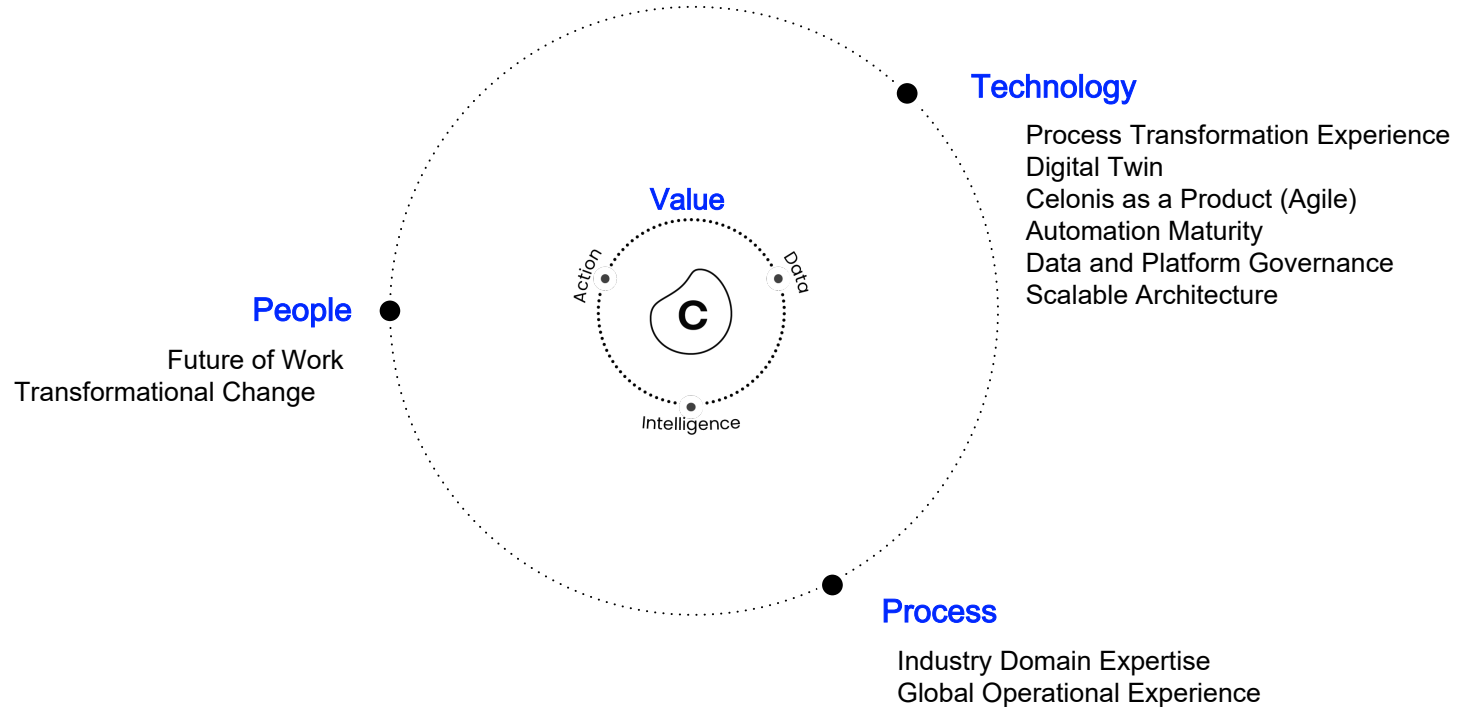 Technology
Process Transformation Experience
Digital Twin
Celonis as a Product (Agile)
Automation Maturity
Data and Platform Governance
Scalable Architecture
Value
Action
Data
C
Intelligence
People
Future of Work
Transformational Change
Process
Industry Domain Expertise
Global Operational Experience